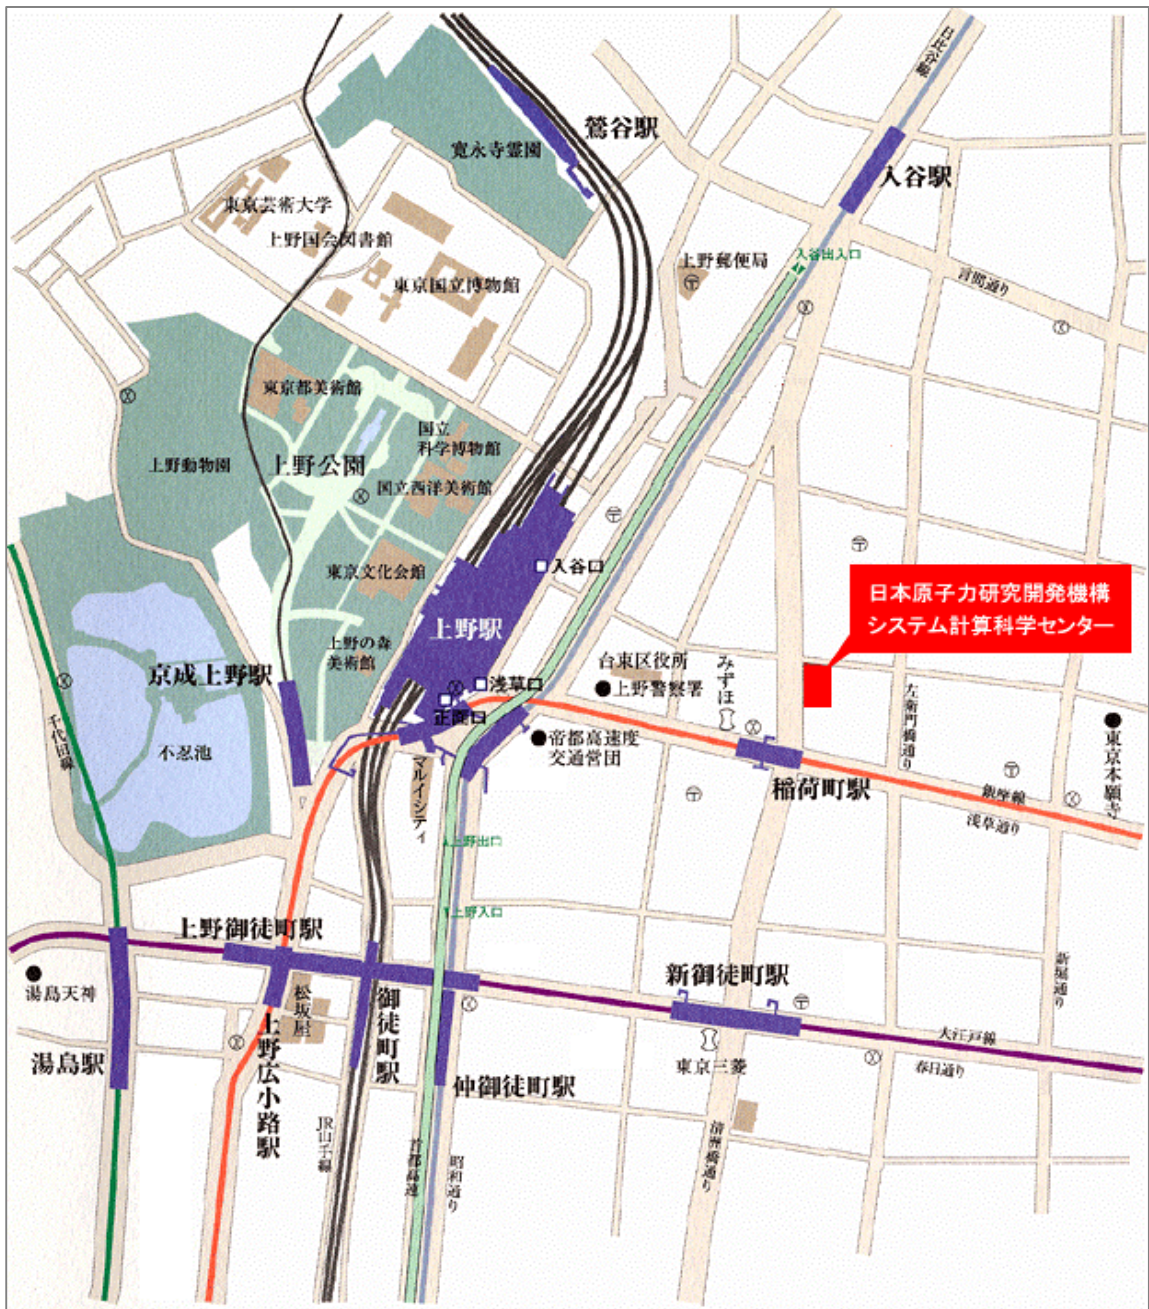 日比谷線
鶯谷駅
寛永寺霊園
入谷駅
東京芸術大学
上野国会図書館
入谷出入口
上野郵便局
言問通り
東京国立博物館
東京都美術館
国立
科学博物館
上野動物園
上野公園
国立西洋美術館
入谷口
東京文化会館
日本原子力研究開発機構
システム計算科学センター
上野駅
上野の森
美術館
台東区役所
みずほ
京成上野駅
浅草口
上野警察署
左衛門橋通り
正面口
千代田線
不忍池
帝都高速度
交通営団
東京本願寺
マルイシティ
稲荷町駅
銀座線
浅草通り
上野出口
上野入口
上野御徒町駅
新御徒町駅
新堀通り
湯島天神
松坂屋
御徒町駅
大江戸線
春日通り
湯島駅
上野広小路駅
東京三菱
仲御徒町駅
JR山手線
首都高速
昭和通り
清洲橋通り